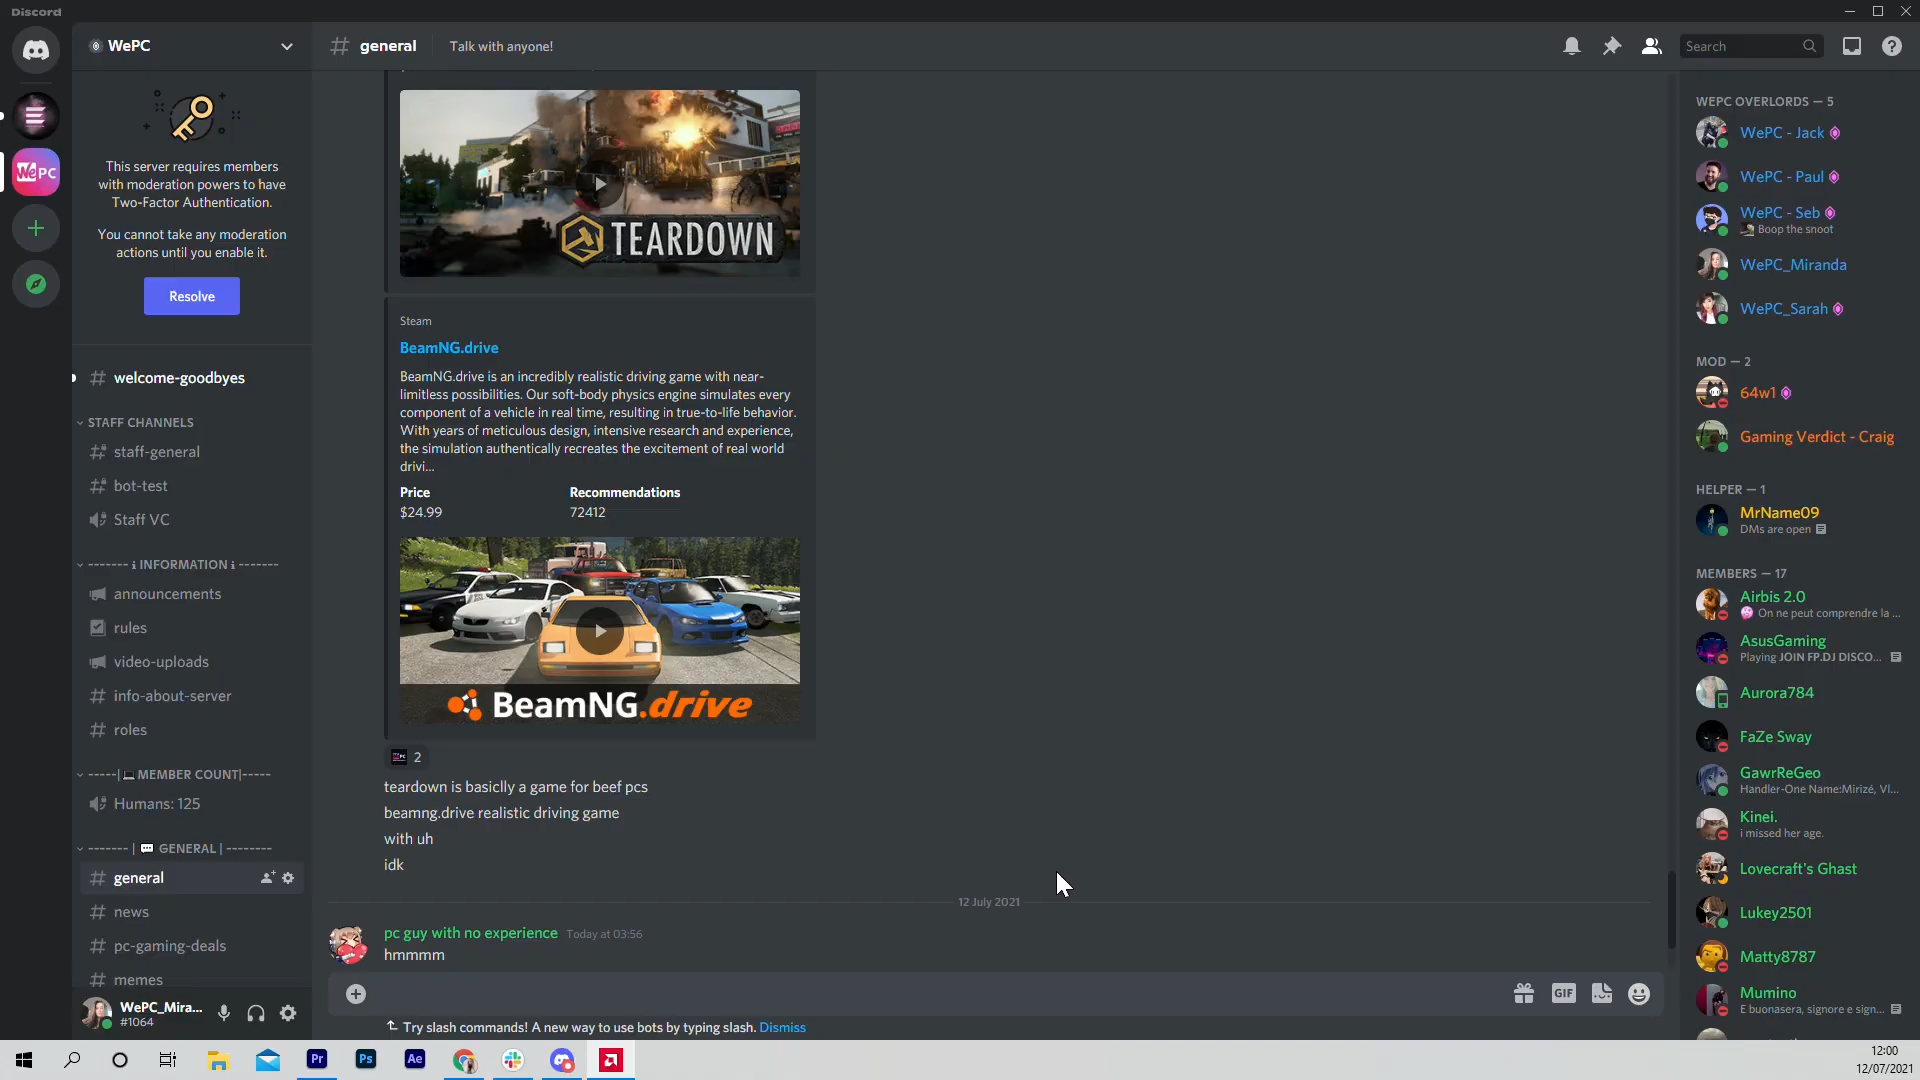 Discord
WePC
general
Talk with anyone!
Search
This server requires members
with moderation powers to have
Two-Factor Authentication.
You cannot take any moderation
actions until you enable it.
Resolve
welcome-goodbyes
STAFF CHANNELS
staff-general
bot-test
Staff VC
------- ℹ INFORMATION ℹ -------
announcements
rules
video-uploads
info-about-server
roles
-----|💻 MEMBER COUNT|-----
Humans: 125
------- | 💬 GENERAL | --------
general
news
pc-gaming-deals
memes
WePC_Mira...
#1064
TEARDOWN
Steam
BeamNG.drive
BeamNG.drive is an incredibly realistic driving game with near-
limitless possibilities. Our soft-body physics engine simulates every
component of a vehicle in real time, resulting in true-to-life behavior.
With years of meticulous design, intensive research and experience,
the simulation authentically recreates the excitement of real world
drivi...
Price
Recommendations
$24.99
72412
BeamNG.drive
2
teardown is basiclly a game for beef pcs
beamng.drive realistic driving game
with uh
idk
12 July 2021
pc guy with no experience Today at 03:56
hmmmm
GIF
Try slash commands! A new way to use bots by typing slash. Dismiss
WEPC OVERLORDS — 5
WePC - Jack
WePC - Paul
WePC - Seb
Boop the snoot
WePC_Miranda
WePC_Sarah
MOD — 2
64w1
Gaming Verdict - Craig
HELPER — 1
MrName09
DMs are open
MEMBERS — 17
Airbis 2.0
On ne peut comprendre la ...
AsusGaming
Playing JOIN FP.DJ DISCO...
Aurora784
FaZe Sway
GawrReGeo
Handler-One Name:Mirizé, Vl...
Kinei.
i missed her age.
Lovecraft's Ghast
Lukey2501
Matty8787
Mumino
E buonasera, signore e sign...
WePC
Pr
Ps
Ae
12:00
12/07/2021